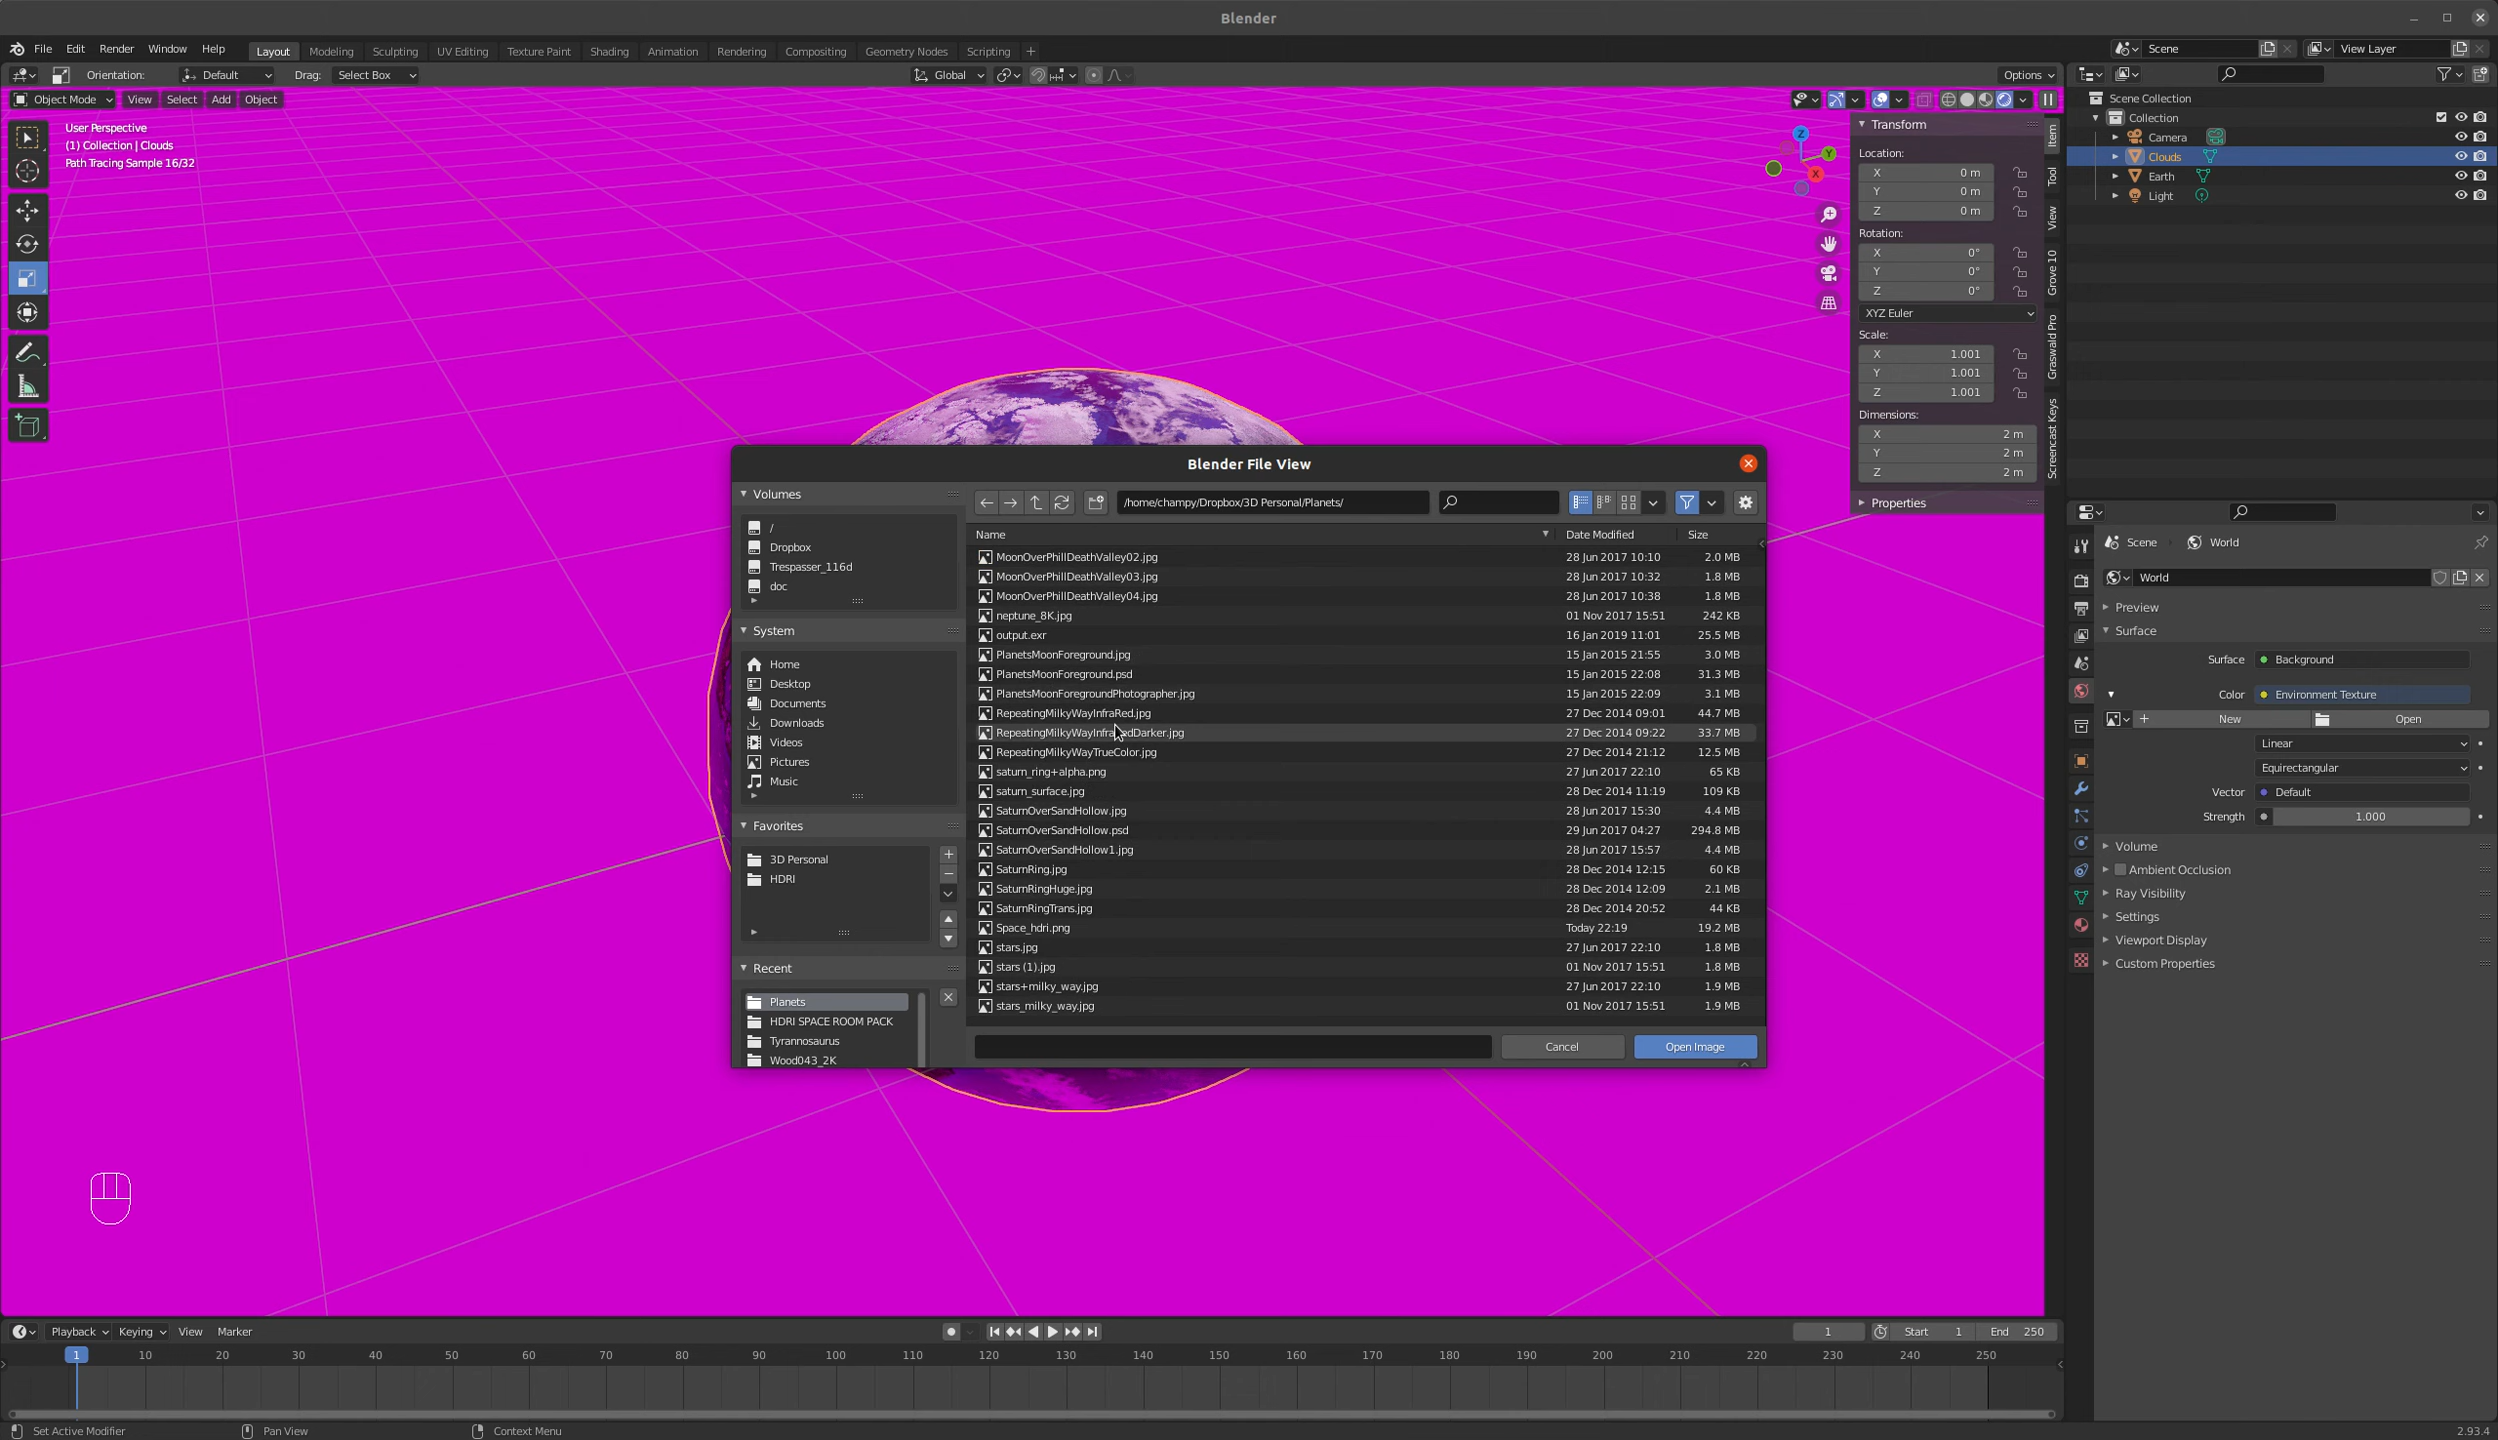 Blender
File Edit Render Window Help Layout Modeling Sculpting UV Editing Texture Paint Shading Animation Rendering Compositing Geometry Nodes Scripting + Scene View Layer
Orientation: Default Drag: Select Box Global Options
Object Mode View Select Add Object
User Perspective
(1) Collection | Clouds
Path Tracing Sample 16/32
Z
Y
X
Transform
Location:
X 0 m
Y 0 m
Z 0 m
Rotation:
X 0°
Y 0°
Z 0°
XYZ Euler
Scale:
X 1.001
Y 1.001
Z 1.001
Dimensions:
X 2 m
Y 2 m
Z 2 m
Properties
Item
Tool
View
Grove 10
Graswald Pro
Screencast Keys
Scene Collection
Collection
Camera
Clouds
Earth
Light
Blender File View
Volumes
/
Dropbox
Trespasser_116d
doc
System
Home
Desktop
Documents
Downloads
Videos
Pictures
Music
Favorites
3D Personal
HDRI
Recent
Planets
HDRI SPACE ROOM PACK
Tyrannosaurus
Wood043_2K
/home/champy/Dropbox/3D Personal/Planets/
Name Date Modified Size
MoonOverPhillDeathValley02.jpg 28 Jun 2017 10:10 2.0 MB
MoonOverPhillDeathValley03.jpg 28 Jun 2017 10:32 1.8 MB
MoonOverPhillDeathValley04.jpg 28 Jun 2017 10:38 1.8 MB
neptune_8K.jpg 01 Nov 2017 15:51 242 KB
output.exr 16 Jan 2019 11:01 25.5 MB
PlanetsMoonForeground.jpg 15 Jan 2015 21:55 3.0 MB
PlanetsMoonForeground.psd 15 Jan 2015 22:08 31.3 MB
PlanetsMoonForegroundPhotographer.jpg 15 Jan 2015 22:09 3.1 MB
RepeatingMilkyWayInfraRed.jpg 27 Dec 2014 09:01 44.7 MB
RepeatingMilkyWayInfraRedDarker.jpg 27 Dec 2014 09:22 33.7 MB
RepeatingMilkyWayTrueColor.jpg 27 Dec 2014 21:12 12.5 MB
saturn_ring+alpha.png 27 Jun 2017 22:10 65 KB
saturn_surface.jpg 28 Dec 2014 11:19 109 KB
SaturnOverSandHollow.jpg 28 Jun 2017 15:30 4.4 MB
SaturnOverSandHollow.psd 29 Jun 2017 04:27 294.8 MB
SaturnOverSandHollow1.jpg 28 Jun 2017 15:57 4.4 MB
SaturnRing.jpg 28 Dec 2014 12:15 60 KB
SaturnRingHuge.jpg 28 Dec 2014 12:09 2.1 MB
SaturnRingTrans.jpg 28 Dec 2014 20:52 44 KB
Space_hdri.png Today 22:19 19.2 MB
stars.jpg 27 Jun 2017 22:10 1.8 MB
stars (1).jpg 01 Nov 2017 15:51 1.8 MB
stars+milky_way.jpg 27 Jun 2017 22:10 1.9 MB
stars_milky_way.jpg 01 Nov 2017 15:51 1.9 MB
Cancel Open Image
Scene World
World
Preview
Surface
Surface Background
Color Environment Texture
New Open
Linear
Equirectangular
Vector Default
Strength 1.000
Volume
Ambient Occlusion
Ray Visibility
Settings
Viewport Display
Custom Properties
Playback Keying View Marker 1 Start 1 End 250
1 10 20 30 40 50 60 70 80 90 100 110 120 130 140 150 160 170 180 190 200 210 220 230 240 250
Set Active Modifier Pan View Context Menu 2.93.4